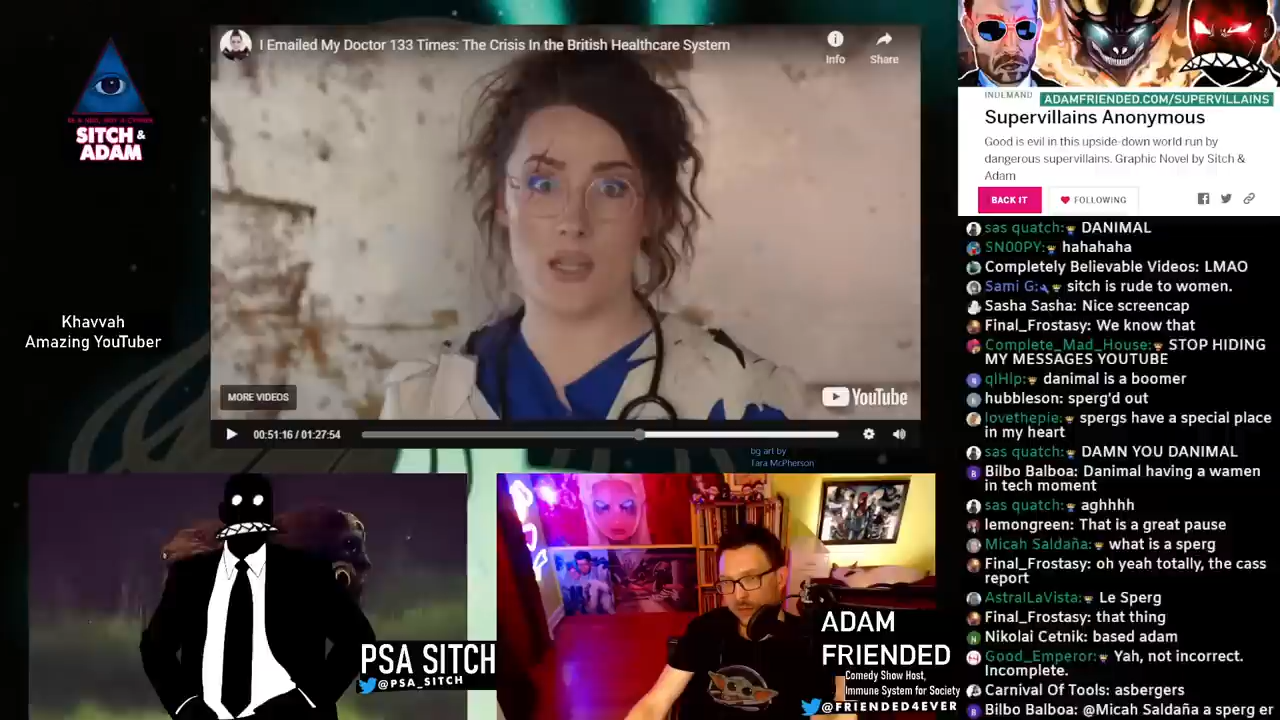 I Emailed My Doctor 133 Times: The Crisis In the British Healthcare System
Info
Share
SITCH &
ADAM
Khavvah
Amazing YouTuber
MORE VIDEOS
YouTube
00:51:16 / 01:27:54
bg art by
Tara McPherson
PSA SITCH
@PSA_SITCH
ADAM
FRIENDED
Comedy Show Host,
Immune System for Society
@FRIENDED4EVER
INDEMAND
ADAMFRIENDED.COM/SUPERVILLAINS
Supervillains Anonymous
Good is evil in this upside-down world run by
dangerous supervillains. Graphic Novel by Sitch &
Adam
BACK IT
FOLLOWING
sas quatch: DANIMAL
SN00PY: hahahaha
Completely Believable Videos: LMAO
Sami G: sitch is rude to women.
Sasha Sasha: Nice screencap
Final_Frostasy: We know that
Complete_Mad_House: STOP HIDING
MY MESSAGES YOUTUBE
qlHlp: danimal is a boomer
hubbleson: sperg'd out
lovethepie: spergs have a special place
in my heart
sas quatch: DAMN YOU DANIMAL
Bilbo Balboa: Danimal having a wamen
in tech moment
sas quatch: aghhhh
lemongreen: That is a great pause
Micah Saldaña: what is a sperg
Final_Frostasy: oh yeah totally, the cass
report
AstralLaVista: Le Sperg
Final_Frostasy: that thing
Nikolai Cetnik: based adam
Good_Emperor: Yah, not incorrect.
Incomplete.
Carnival Of Tools: asbergers
Bilbo Balboa: @Micah Saldaña a sperg er